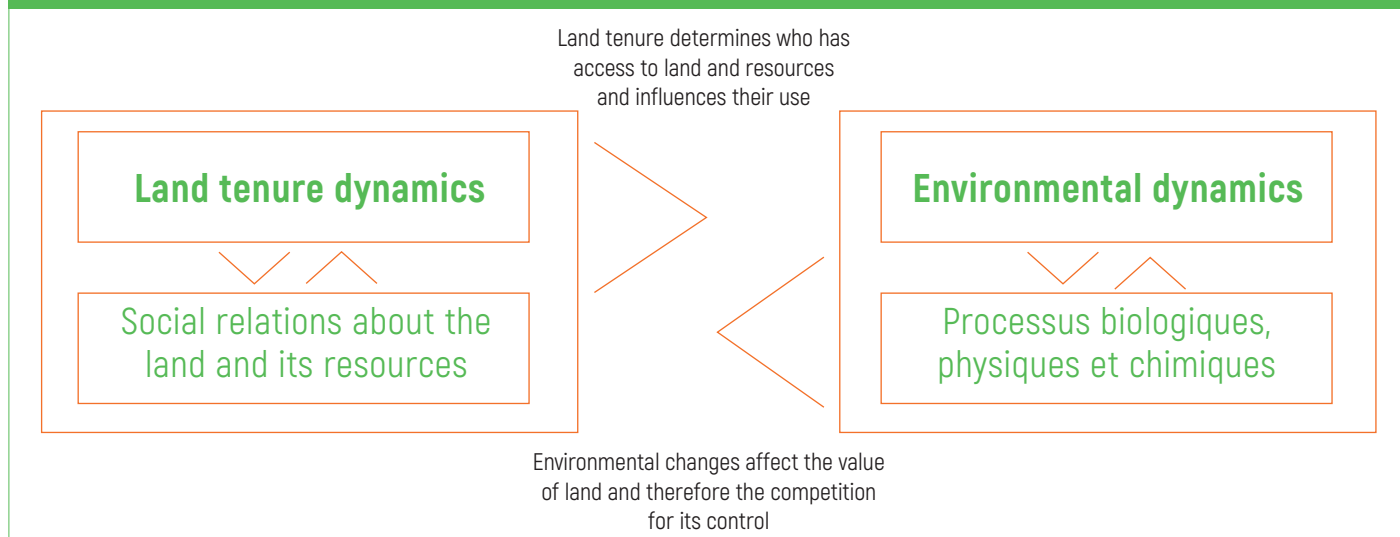 Land tenure determines who has
access to land and resources
and influences their use
Land tenure dynamics
Social relations about the
land and its resources
Environmental dynamics
Processus biologiques,
physiques et chimiques
Environmental changes affect the value
of land and therefore the competition
for its control